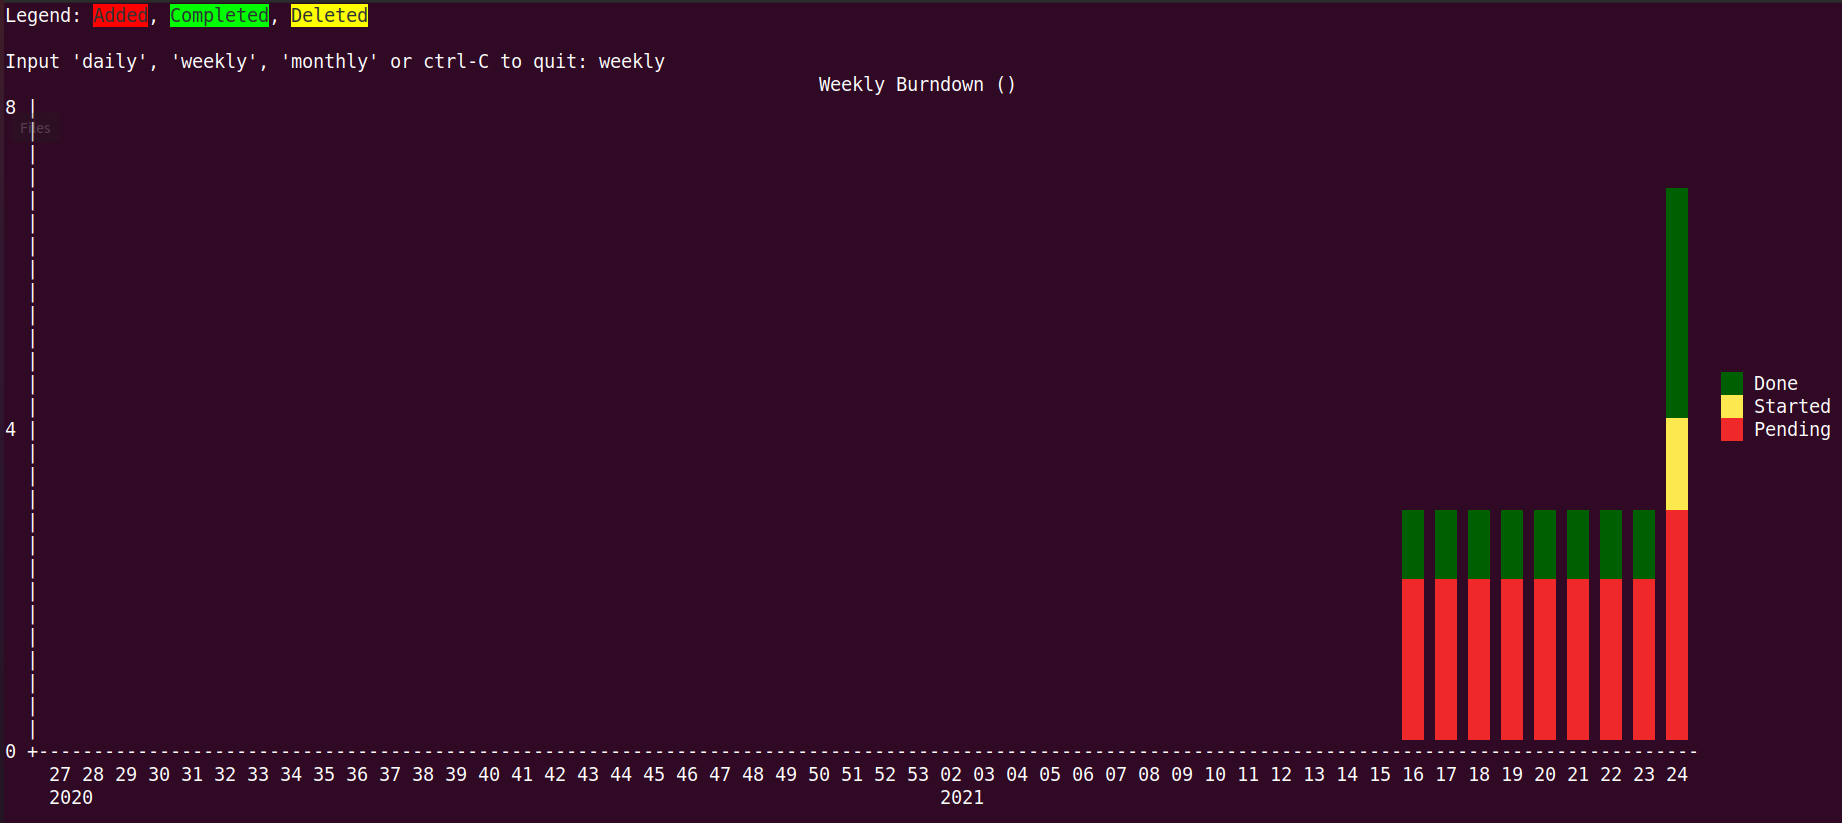 Legend: Added, Completed, Deleted
Input 'daily', 'weekly', 'monthly' or ctrl-C to quit: weekly
Weekly Burndown ()
8
Files
Done
Started
4
Pending
0 +-------------------------------------------------------------------------------------------------------------------------------------------------------
27 28 29 30 31 32 33 34 35 36 37 38 39 40 41 42 43 44 45 46 47 48 49 50 51 52 53 02 03 04 05 06 07 08 09 10 11 12 13 14 15 16 17 18 19 20 21 22 23 24
2020 2021